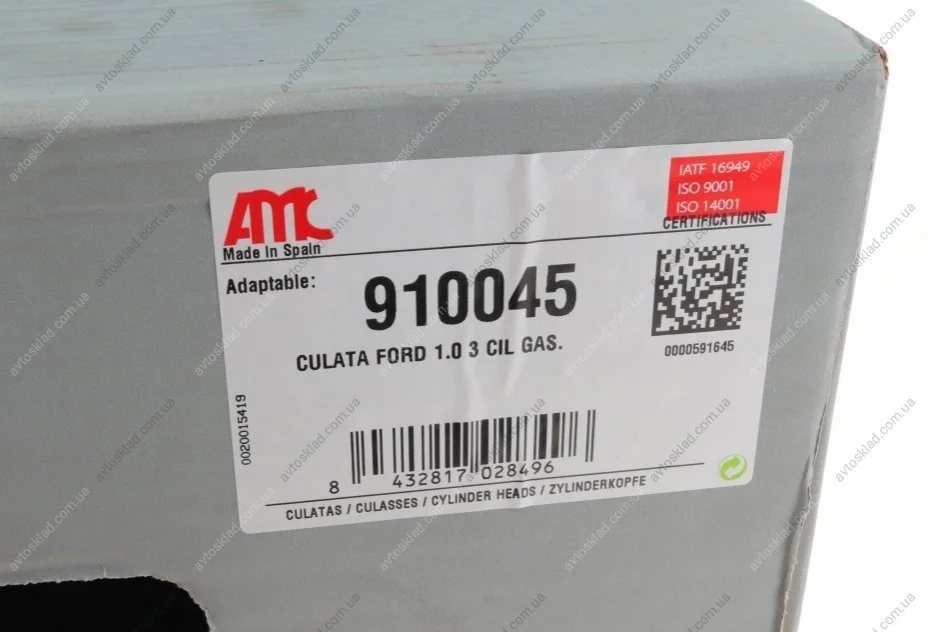 AMC
Made In Spain
IATF 16949
ISO 9001
ISO 14001
CERTIFICATIONS
Adaptable:
910045
CULATA FORD 1.0 3 CIL GAS.
0000591645
0020015419
8 432817 028496
CULATAS / CULASSES / CYLINDER HEADS / ZYLINDERKOPFE
avtosklad.com.ua